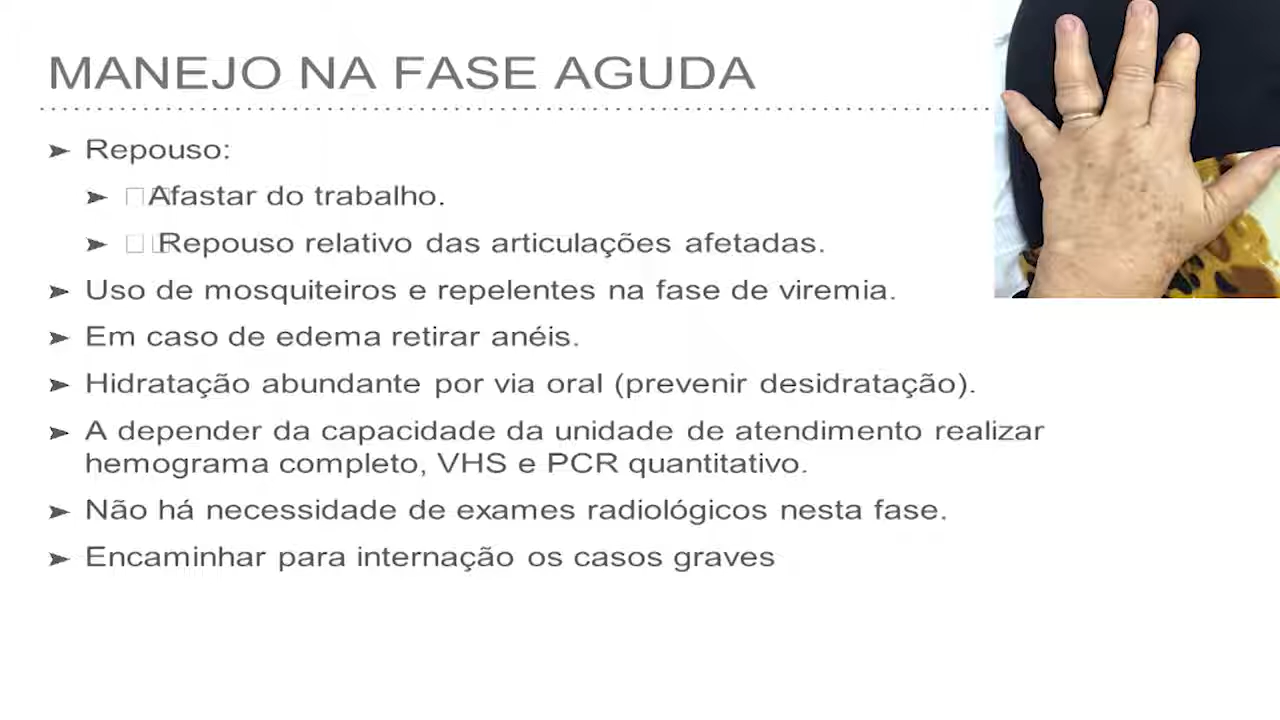 MANEJO NA FASE AGUDA
➤ Repouso:
➤ Afastar do trabalho.
➤ Repouso relativo das articulações afetadas.
➤ Uso de mosquiteiros e repelentes na fase de viremia.
➤ Em caso de edema retirar anéis.
➤ Hidratação abundante por via oral (prevenir desidratação).
➤ A depender da capacidade da unidade de atendimento realizar
hemograma completo, VHS e PCR quantitativo.
➤ Não há necessidade de exames radiológicos nesta fase.
➤ Encaminhar para internação os casos graves